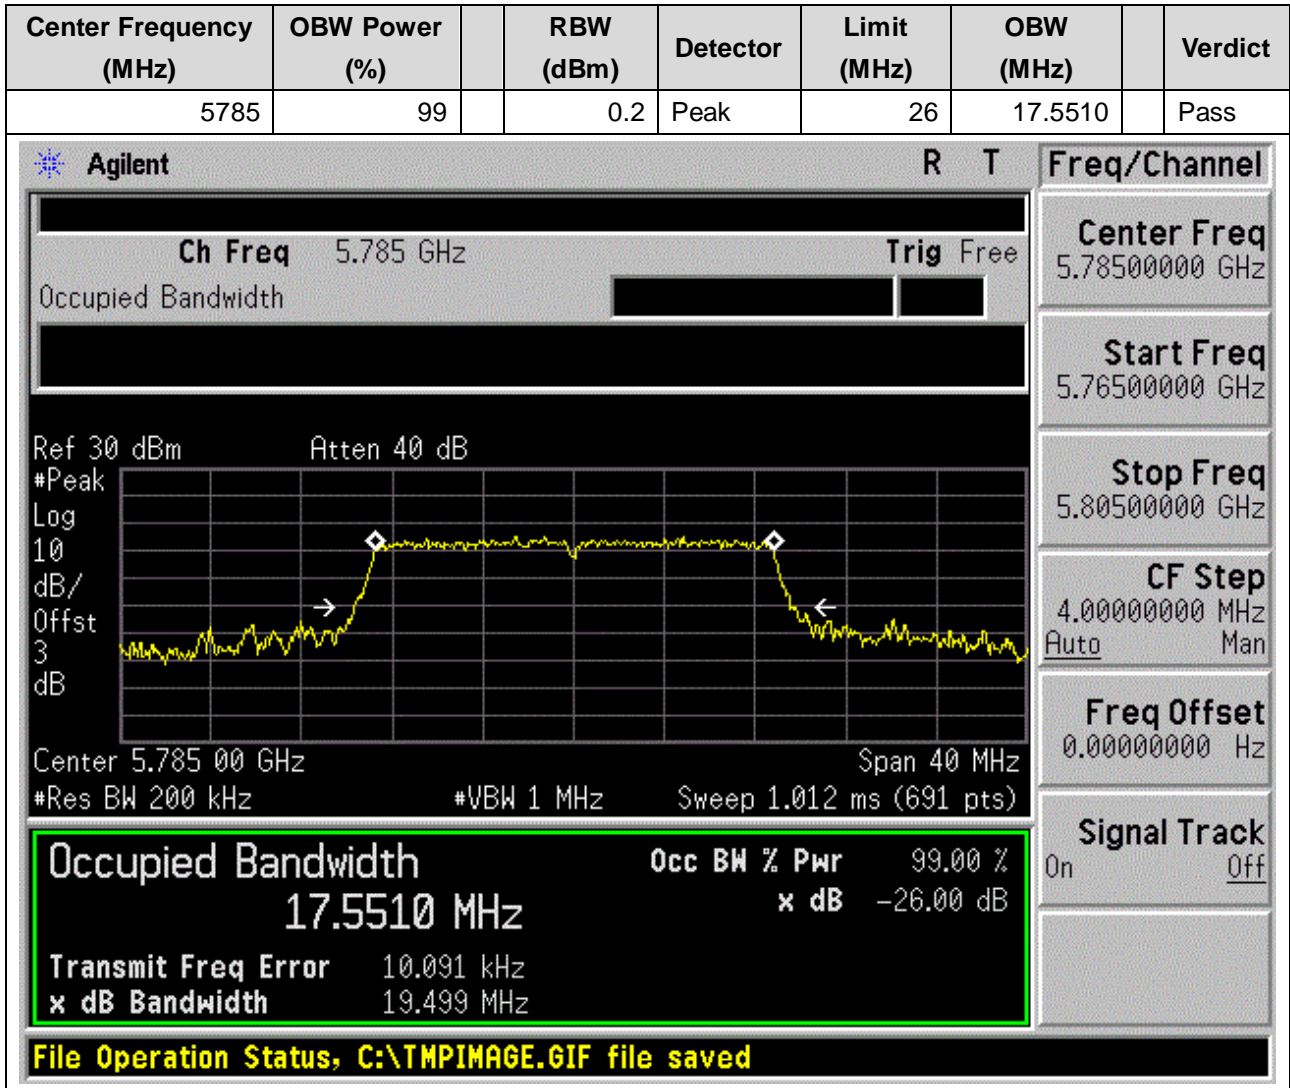 Center Frequency (MHz) OBW Power (%) RBW (dBm) Detector Limit (MHz) OBW (MHz) Verdict
5785 99 0.2 Peak 26 17.5510 Pass
Agilent R T Freq/Channel
Ch Freq 5.785 GHz Trig Free
Occupied Bandwidth
Center Freq
5.78500000 GHz
Start Freq
5.76500000 GHz
Stop Freq
5.80500000 GHz
CF Step
4.00000000 MHz
Auto Man
Freq Offset
0.00000000 Hz
Signal Track
On Off
Ref 30 dBm Atten 40 dB
#Peak
Log
10
dB/
Offst
3
dB
Center 5.785 00 GHz Span 40 MHz
#Res BW 200 kHz #VBW 1 MHz Sweep 1.012 ms (691 pts)
Occupied Bandwidth
17.5510 MHz
Occ BW % Pwr 99.00 %
x dB -26.00 dB
Transmit Freq Error 10.091 kHz
x dB Bandwidth 19.499 MHz
File Operation Status, C:\TMPIMAGE.GIF file saved